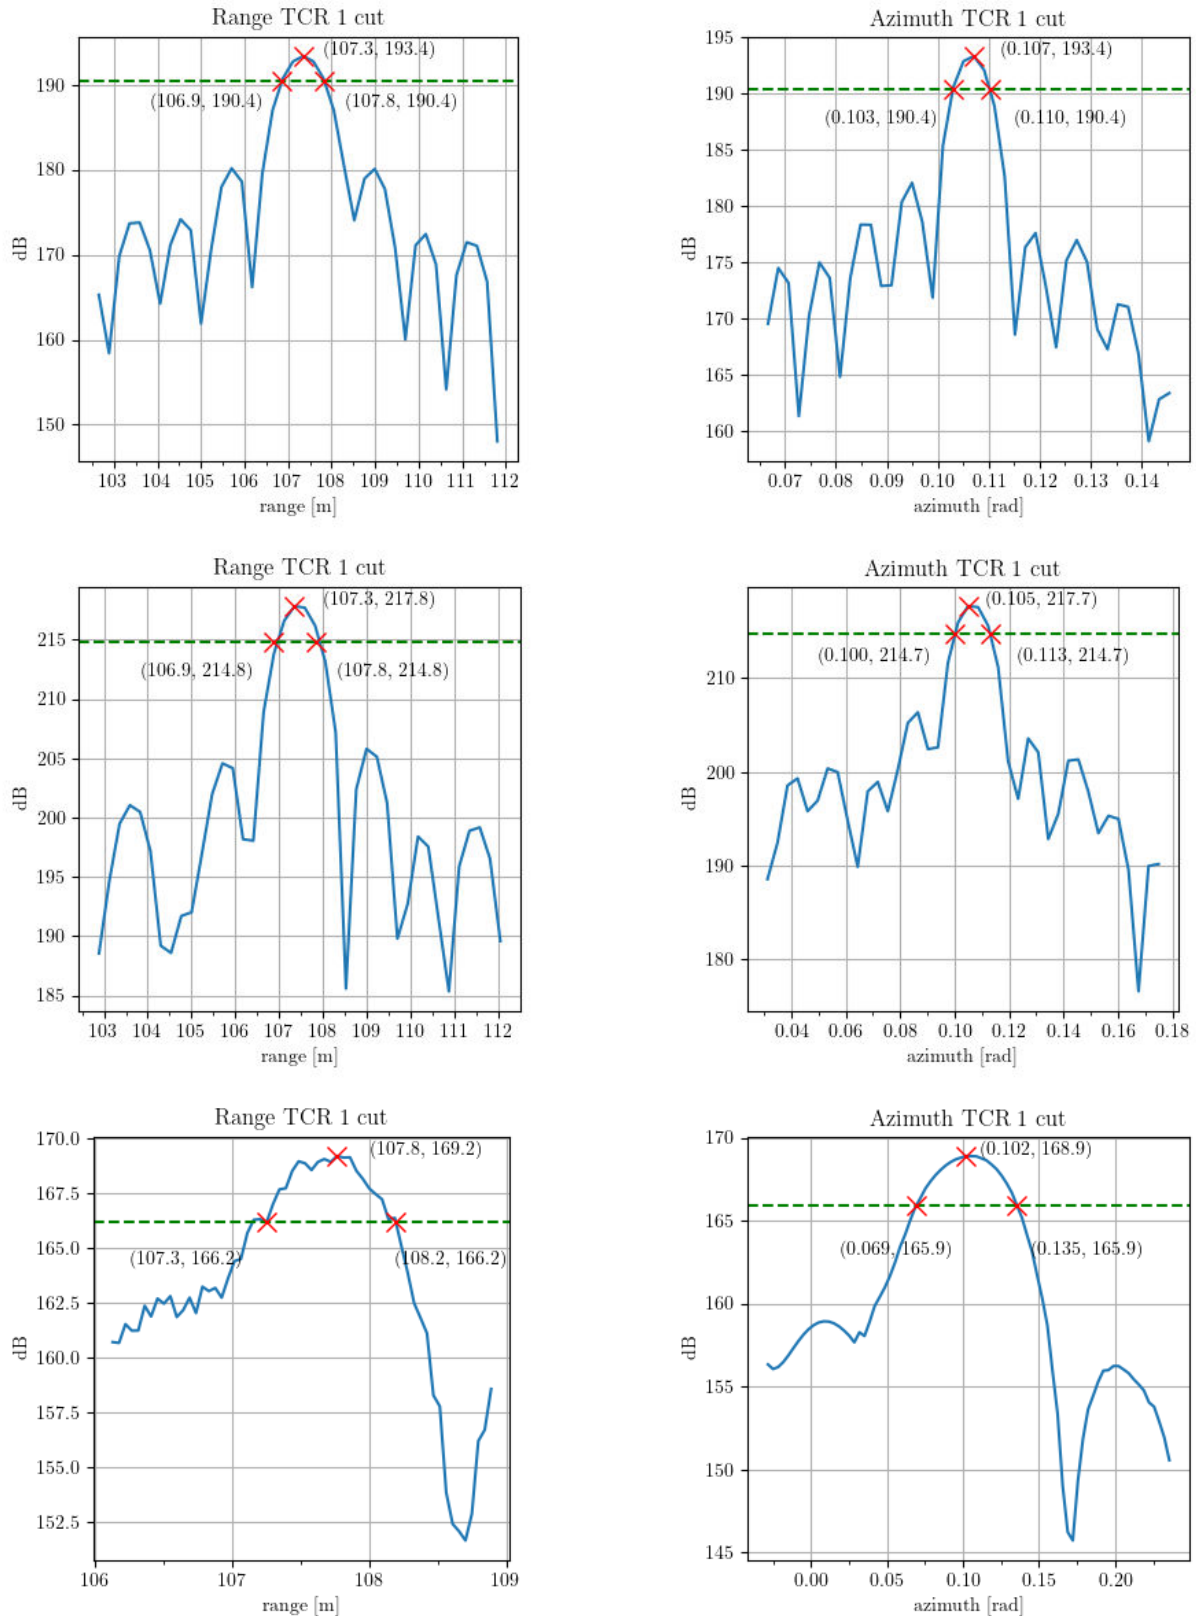 Range TCR 1 cut
(107.3, 193.4)
(106.9, 190.4)
(107.8, 190.4)
190
180
170
160
150
dB
103 104 105 106 107 108 109 110 111 112
range [m]
Azimuth TCR 1 cut
(0.107, 193.4)
(0.103, 190.4)
(0.110, 190.4)
195
190
185
180
175
170
165
160
dB
0.07 0.08 0.09 0.10 0.11 0.12 0.13 0.14
azimuth [rad]
Range TCR 1 cut
(107.3, 217.8)
(106.9, 214.8)
(107.8, 214.8)
215
210
205
200
195
190
185
dB
103 104 105 106 107 108 109 110 111 112
range [m]
Azimuth TCR 1 cut
(0.105, 217.7)
(0.100, 214.7)
(0.113, 214.7)
210
200
190
180
dB
0.04 0.06 0.08 0.10 0.12 0.14 0.16 0.18
azimuth [rad]
Range TCR 1 cut
(107.8, 169.2)
(107.3, 166.2)
(108.2, 166.2)
170.0
167.5
165.0
162.5
160.0
157.5
155.0
152.5
dB
106 107 108 109
range [m]
Azimuth TCR 1 cut
(0.102, 168.9)
(0.069, 165.9)
(0.135, 165.9)
170
165
160
155
150
145
dB
0.00 0.05 0.10 0.15 0.20
azimuth [rad]